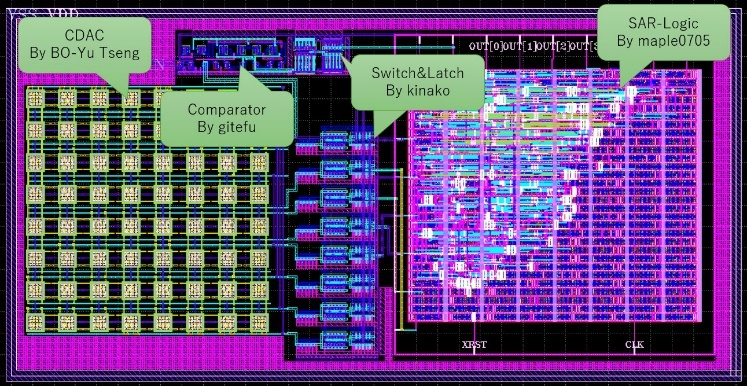 VSS VDD
CDAC
By BO-Yu Tseng
Comparator
By gitefu
Switch&Latch
By kinako
SAR-Logic
By maple0705
OUT[0]OUT[1]OUT[2]OUT[3
XRST
CLK